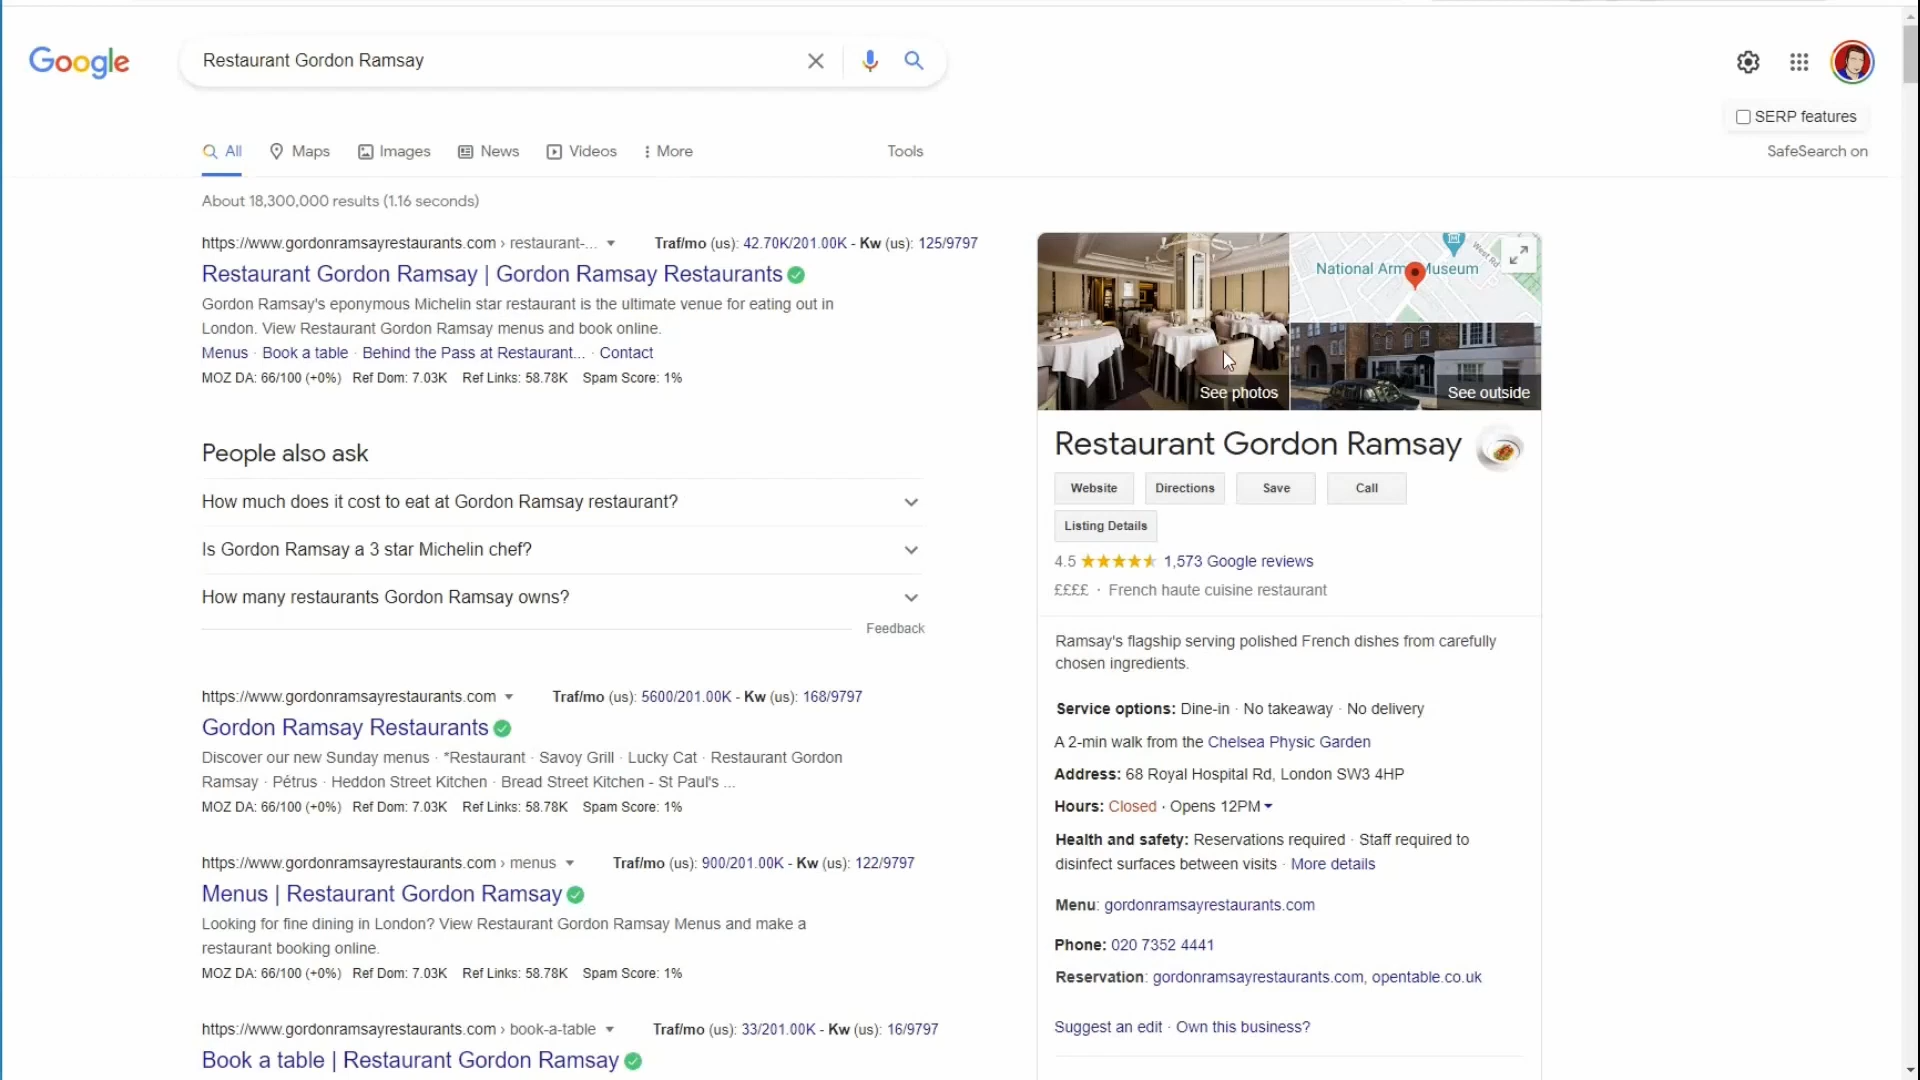 Google
Restaurant Gordon Ramsay
SERP features
All
Maps
Images
News
Videos
More
Tools
SafeSearch on
About 18,300,000 results (1.16 seconds)
https://www.gordonramsayrestaurants.com › restaurant-... Traf/mo (us): 42.70K/201.00K - Kw (us): 125/9797
Restaurant Gordon Ramsay | Gordon Ramsay Restaurants
Gordon Ramsay's eponymous Michelin star restaurant is the ultimate venue for eating out in
London. View Restaurant Gordon Ramsay menus and book online.
Menus · Book a table · Behind the Pass at Restaurant... · Contact
MOZ DA: 66/100 (+0%) Ref Dom: 7.03K Ref Links: 58.78K Spam Score: 1%
People also ask
How much does it cost to eat at Gordon Ramsay restaurant?
Is Gordon Ramsay a 3 star Michelin chef?
How many restaurants Gordon Ramsay owns?
Feedback
https://www.gordonramsayrestaurants.com Traf/mo (us): 5600/201.00K - Kw (us): 168/9797
Gordon Ramsay Restaurants
Discover our new Sunday menus · *Restaurant · Savoy Grill · Lucky Cat · Restaurant Gordon
Ramsay · Pétrus · Heddon Street Kitchen · Bread Street Kitchen - St Paul's ...
MOZ DA: 66/100 (+0%) Ref Dom: 7.03K Ref Links: 58.78K Spam Score: 1%
https://www.gordonramsayrestaurants.com › menus Traf/mo (us): 900/201.00K - Kw (us): 122/9797
Menus | Restaurant Gordon Ramsay
Looking for fine dining in London? View Restaurant Gordon Ramsay Menus and make a
restaurant booking online.
MOZ DA: 66/100 (+0%) Ref Dom: 7.03K Ref Links: 58.78K Spam Score: 1%
https://www.gordonramsayrestaurants.com › book-a-table Traf/mo (us): 33/201.00K - Kw (us): 16/9797
Book a table | Restaurant Gordon Ramsay
West Rd
National Army Museum
See photos
See outside
Restaurant Gordon Ramsay
Website
Directions
Save
Call
Listing Details
4.5 1,573 Google reviews
££££ · French haute cuisine restaurant
Ramsay's flagship serving polished French dishes from carefully
chosen ingredients.
Service options: Dine-in · No takeaway · No delivery
A 2-min walk from the Chelsea Physic Garden
Address: 68 Royal Hospital Rd, London SW3 4HP
Hours: Closed · Opens 12PM
Health and safety: Reservations required · Staff required to
disinfect surfaces between visits · More details
Menu: gordonramsayrestaurants.com
Phone: 020 7352 4441
Reservation: gordonramsayrestaurants.com, opentable.co.uk
Suggest an edit · Own this business?